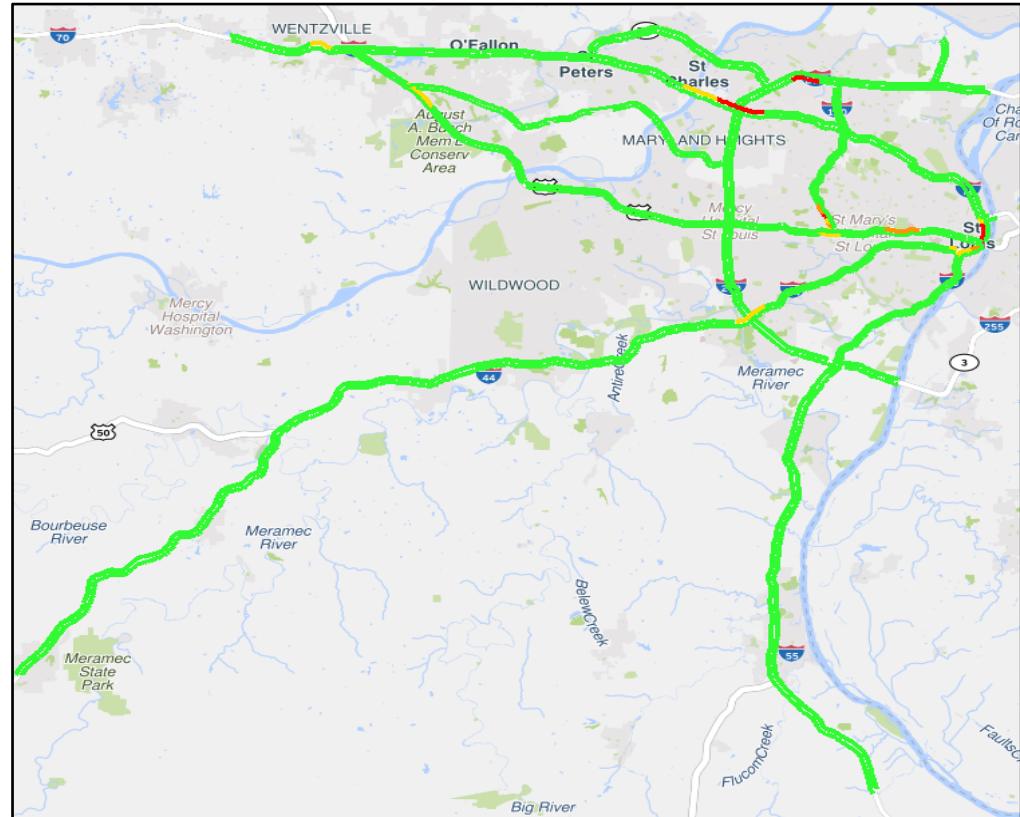 WENTZVILLE
70
O'Fallon
St
Peters
St
Charles
August
A. Busch
Mem'l
Conserv
Area
MARYLAND HEIGHTS
Mercy
Hospital
St Louis
St Mary's
St Louis
St
Louis
WILDWOOD
Mercy
Hospital
Washington
255
3
44
Antire Creek
Meramec
River
50
Bourbeuse
River
Meramec
River
Belew Creek
Meramec
State
Park
55
Flucom Creek
Big River